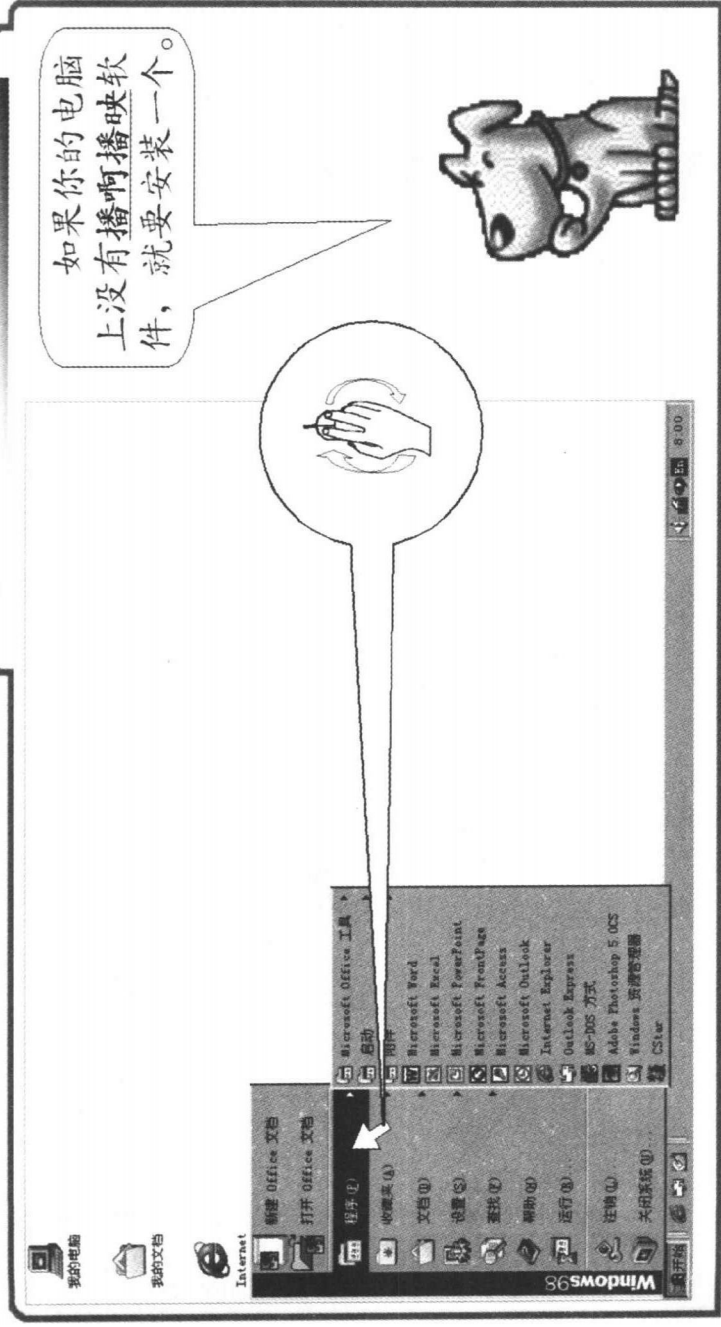 如果你的电脑
上没有播啊播映软
件，就要安装一个。
我的电脑
我的文档
Internet
新建 Office 文档
打开 Office 文档
程序(P)
收藏夹(A)
文档(D)
设置(S)
查找(F)
帮助(H)
运行(R)...
注销(L)
关闭系统(U)...
Windows98
Microsoft Office 工具
启动
附件
Microsoft Word
Microsoft Excel
Microsoft PowerPoint
Microsoft FrontPage
Microsoft Access
Microsoft Outlook
Internet Explorer
Outlook Express
MS-DOS 方式
Adobe Photoshop 5.0CS
Windows 资源管理器
CStar
开始
En
8:00